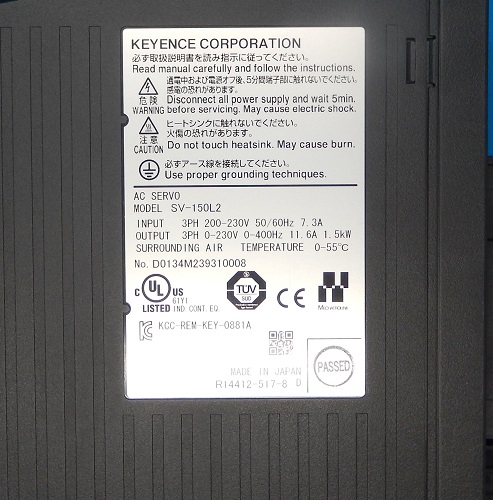 KEYENCE CORPORATION
必ず取扱説明書を読み指示に従ってください。
Read manual carefully and follow the instructions.
危険
WARNING
通電中および電源オフ後、5分間端子部に触れないでください。
感電の恐れがあります。
Disconnect all power supply and wait 5min.
before servicing. May cause electric shock.
注意
CAUTION
ヒートシンクに触れないでください。
火傷の恐れがあります。
Do not touch heatsink. May cause burn.
必ずアース線を接続してください。
Use proper grounding techniques.
AC SERVO
MODEL SV-150L2
INPUT 3PH 200-230V 50/60Hz 7.3A
OUTPUT 3PH 0-230V 0-400Hz 11.6A 1.5kW
SURROUNDING AIR TEMPERATURE 0-55℃
No. D0134M239310008
C UL US
LISTED
61Y1
IND CONT. EQ
TÜV
SÜD
CE
KCC-REM-KEY-0881A
MADE IN JAPAN
R14412-517-8 D
PASSED